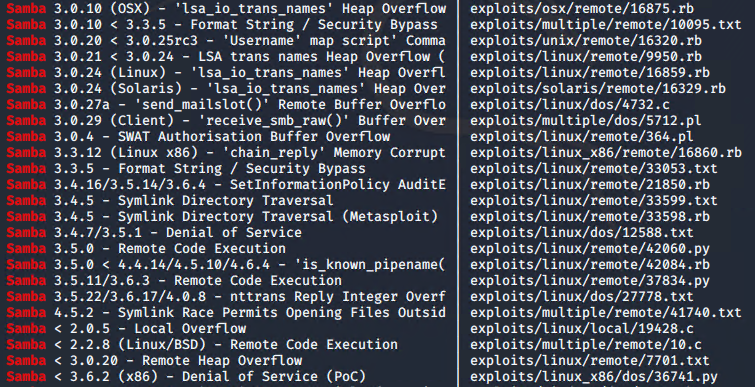 Samba 3.0.10 (OSX) - 'lsa_io_trans_names' Heap Overflow | exploits/osx/remote/16875.rb
Samba 3.0.10 < 3.3.5 - Format String / Security Bypass | exploits/multiple/remote/10095.txt
Samba 3.0.20 < 3.0.25rc3 - 'Username' map script' Comma | exploits/unix/remote/16320.rb
Samba 3.0.21 < 3.0.24 - LSA trans names Heap Overflow ( | exploits/linux/remote/9950.rb
Samba 3.0.24 (Linux) - 'lsa_io_trans_names' Heap Overfl | exploits/linux/remote/16859.rb
Samba 3.0.24 (Solaris) - 'lsa_io_trans_names' Heap Over | exploits/solaris/remote/16329.rb
Samba 3.0.27a - 'send_mailslot()' Remote Buffer Overflo | exploits/linux/dos/4732.c
Samba 3.0.29 (Client) - 'receive_smb_raw()' Buffer Over | exploits/multiple/dos/5712.pl
Samba 3.0.4 - SWAT Authorisation Buffer Overflow | exploits/linux/remote/364.pl
Samba 3.3.12 (Linux x86) - 'chain_reply' Memory Corrupt | exploits/linux_x86/remote/16860.rb
Samba 3.3.5 - Format String / Security Bypass | exploits/linux/remote/33053.txt
Samba 3.4.16/3.5.14/3.6.4 - SetInformationPolicy AuditE | exploits/linux/remote/21850.rb
Samba 3.4.5 - Symlink Directory Traversal | exploits/linux/remote/33599.txt
Samba 3.4.5 - Symlink Directory Traversal (Metasploit) | exploits/linux/remote/33598.rb
Samba 3.4.7/3.5.1 - Denial of Service | exploits/linux/dos/12588.txt
Samba 3.5.0 - Remote Code Execution | exploits/linux/remote/42060.py
Samba 3.5.0 < 4.4.14/4.5.10/4.6.4 - 'is_known_pipename( | exploits/linux/remote/42084.rb
Samba 3.5.11/3.6.3 - Remote Code Execution | exploits/linux/remote/37834.py
Samba 3.5.22/3.6.17/4.0.8 - nttrans Reply Integer Overf | exploits/linux/dos/27778.txt
Samba 4.5.2 - Symlink Race Permits Opening Files Outsid | exploits/multiple/remote/41740.txt
Samba < 2.0.5 - Local Overflow | exploits/linux/local/19428.c
Samba < 2.2.8 (Linux/BSD) - Remote Code Execution | exploits/multiple/remote/10.c
Samba < 3.0.20 - Remote Heap Overflow | exploits/linux/remote/7701.txt
Samba < 3.6.2 (x86) - Denial of Service (PoC) | exploits/linux_x86/dos/36741.py